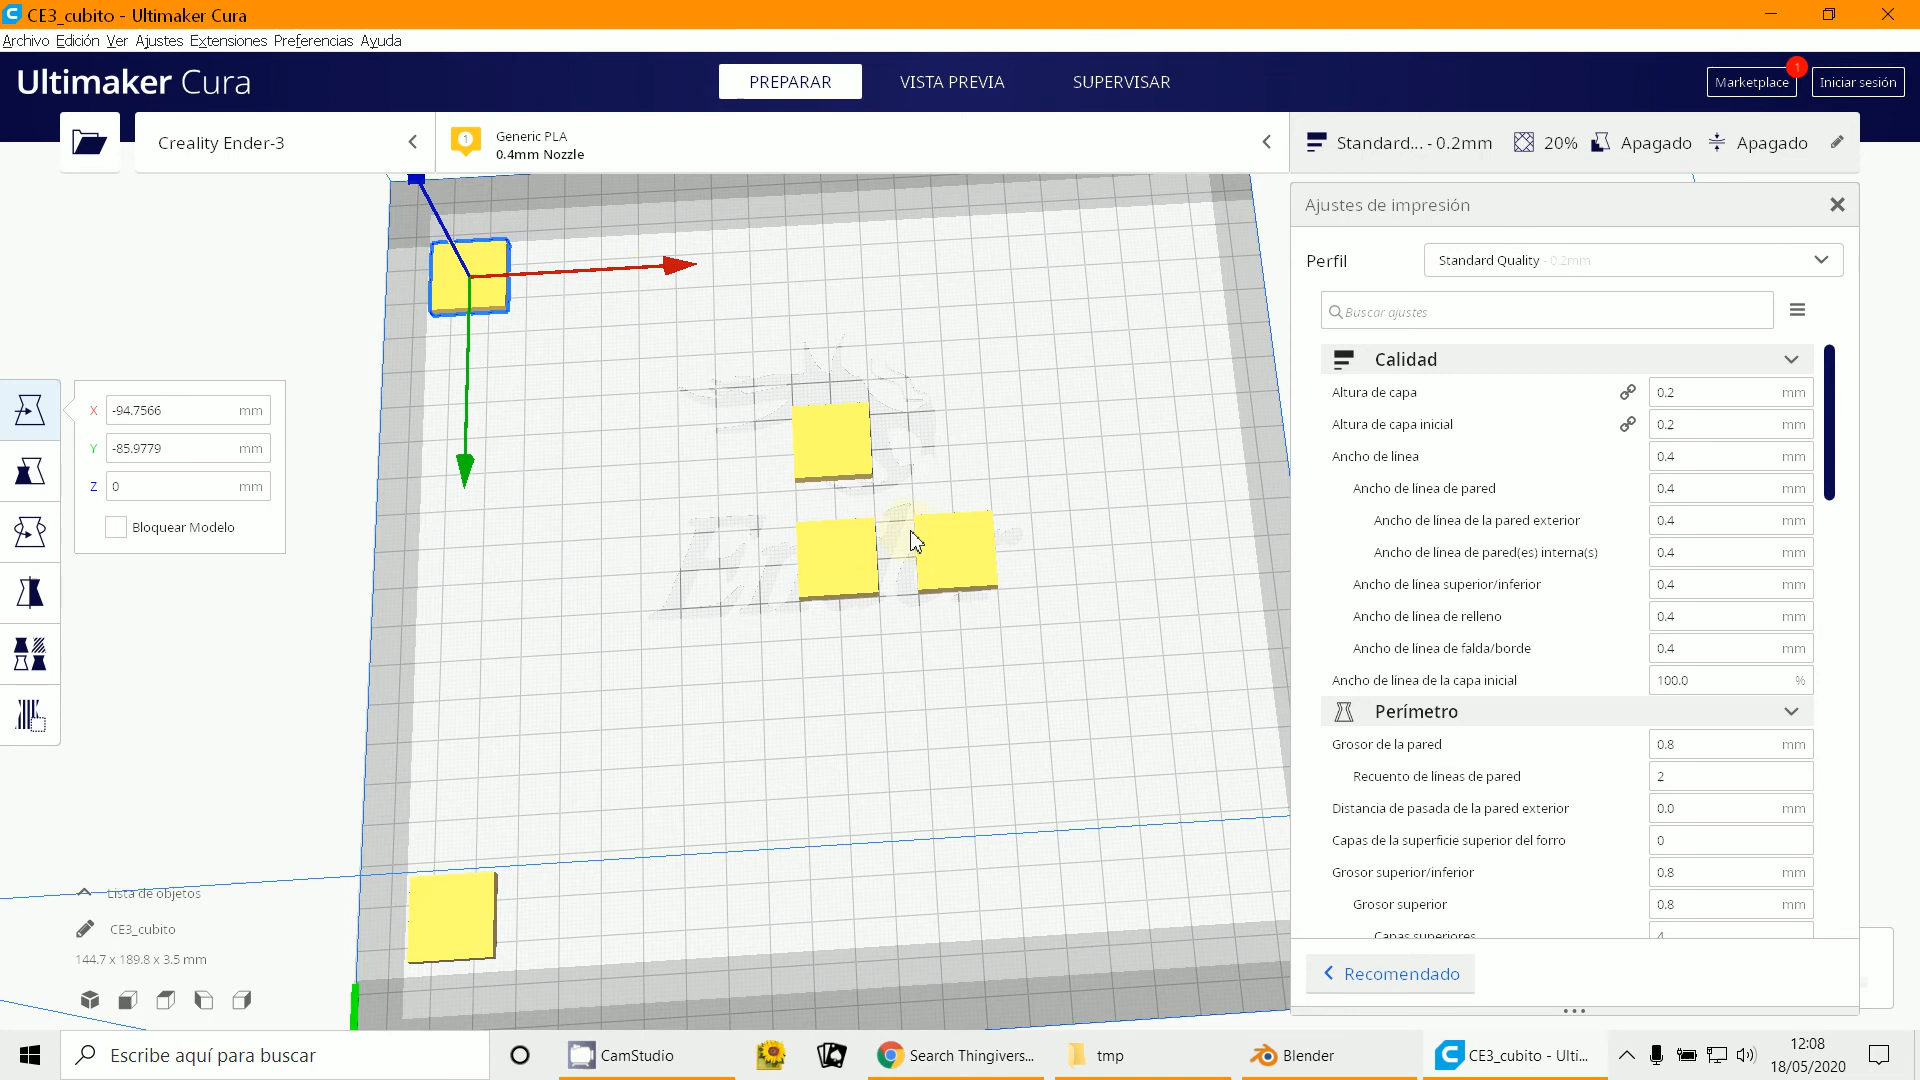 CE3_cubito - Ultimaker Cura
Archivo Edición Ver Ajustes Extensiones Preferencias Ayuda
Ultimaker Cura
PREPARAR
VISTA PREVIA
SUPERVISAR
Marketplace
1
Iniciar sesión
Creality Ender-3
1
Generic PLA
0.4mm Nozzle
Standard... - 0.2mm
20%
Apagado
Apagado
Ajustes de impresión
Perfil
Standard Quality - 0.2mm
Buscar ajustes
Calidad
Altura de capa 0.2 mm
Altura de capa inicial 0.2 mm
Ancho de línea 0.4 mm
Ancho de línea de pared 0.4 mm
Ancho de línea de la pared exterior 0.4 mm
Ancho de línea de pared(es) interna(s) 0.4 mm
Ancho de línea superior/inferior 0.4 mm
Ancho de línea de relleno 0.4 mm
Ancho de línea de falda/borde 0.4 mm
Ancho de línea de la capa inicial 100.0 %
Perímetro
Grosor de la pared 0.8 mm
Recuento de líneas de pared 2
Distancia de pasada de la pared exterior 0.0 mm
Capas de la superficie superior del forro 0
Grosor superior/inferior 0.8 mm
Grosor superior 0.8 mm
Capas superiores 4
Recomendado
X -94.7566 mm
Y -85.9779 mm
Z 0 mm
Bloquear Modelo
Lista de objetos
CE3_cubito
144.7 x 189.8 x 3.5 mm
Escribe aquí para buscar
CamStudio
Search Thingivers...
tmp
Blender
CE3_cubito - Ulti...
12:08
18/05/2020